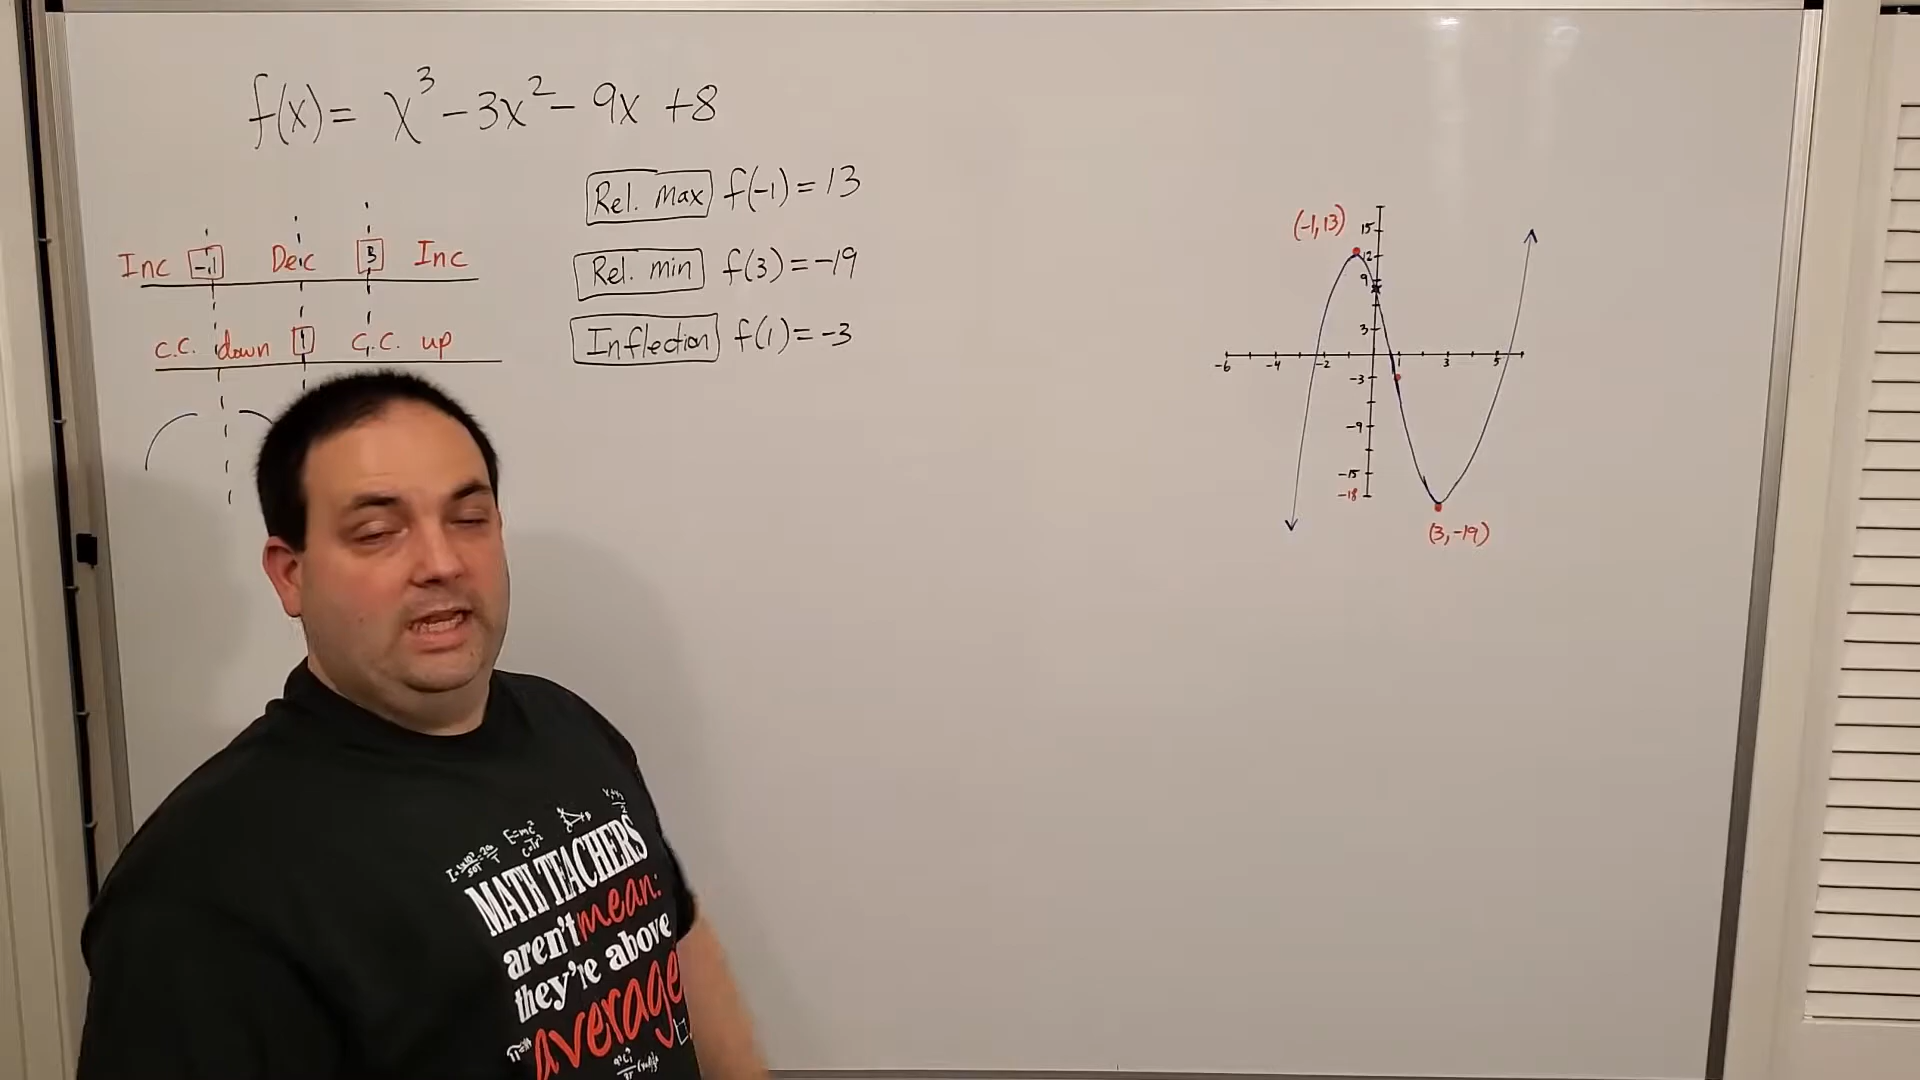 f(x) = x³ - 3x² - 9x + 8
Rel. max f(-1) = 13
Inc -1 Dec 3 Inc
Rel. min f(3) = -19
c.c. down 1 c.c. up
Inflection f(1) = -3
(-1,13)
15
12
9
3
-6 -4 -2 1 3 5
-3
-9
-15
-18
(3,-19)
E=mc²
MATH TEACHERS
aren't mean:
they're above
average